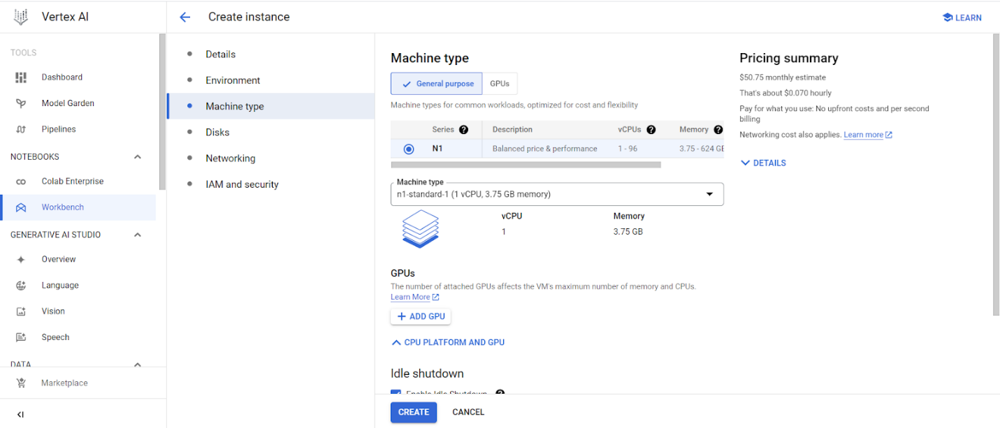 Vertex AI
Create instance
LEARN
TOOLS
Dashboard
Model Garden
Pipelines
NOTEBOOKS
Colab Enterprise
Workbench
GENERATIVE AI STUDIO
Overview
Language
Vision
Speech
DATA
Marketplace
Details
Environment
Machine type
Disks
Networking
IAM and security
Machine type
General purpose
GPUs
Machine types for common workloads, optimized for cost and flexibility
Series Description vCPUs Memory
N1 Balanced price & performance 1 - 96 3.75 - 624 GE
Machine type
n1-standard-1 (1 vCPU, 3.75 GB memory)
vCPU Memory
1 3.75 GB
GPUs
The number of attached GPUs affects the VM's maximum number of memory and CPUs.
Learn More
+ ADD GPU
CPU PLATFORM AND GPU
Idle shutdown
Enable Idle Shutdown
CREATE CANCEL
Pricing summary
$50.75 monthly estimate
That's about $0.070 hourly
Pay for what you use: No upfront costs and per second
billing
Networking cost also applies. Learn more
DETAILS